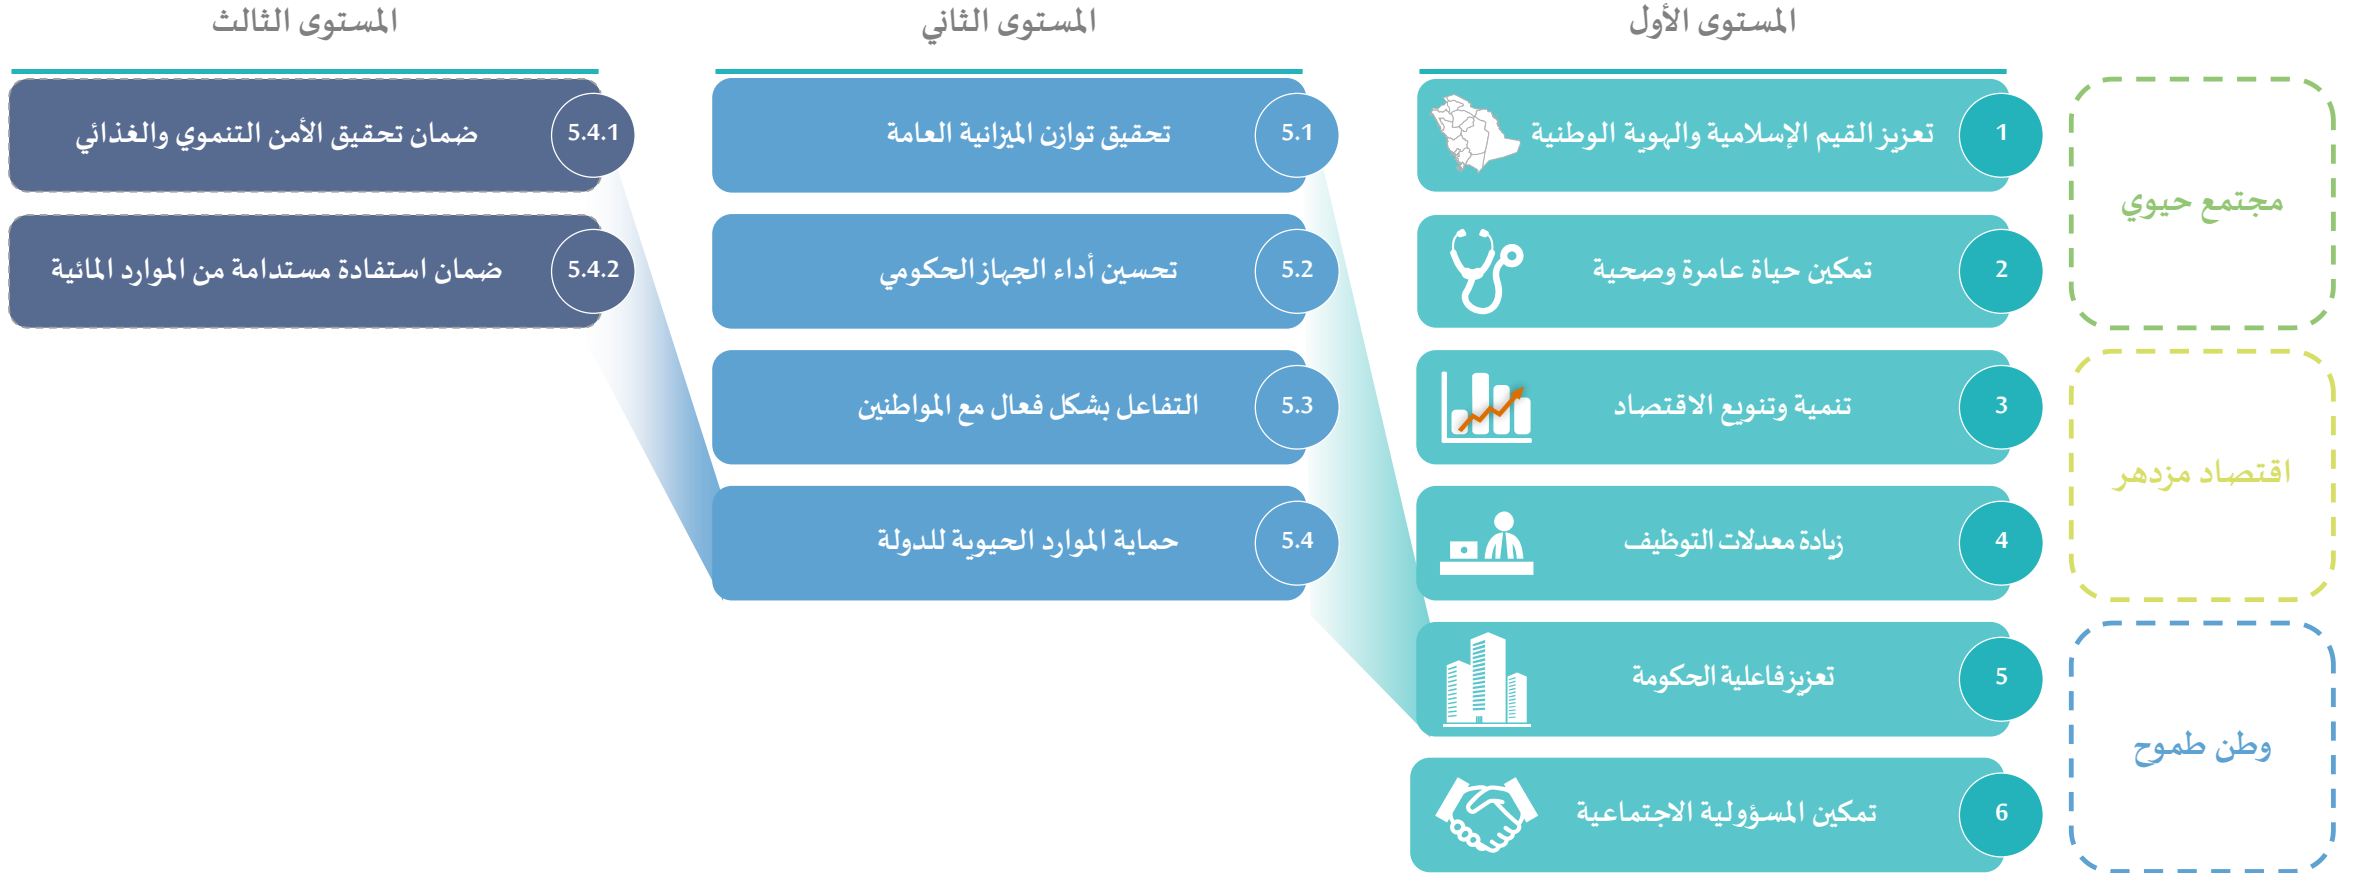 المستوى الأول
المستوى الثاني
المستوى الثالث
مجتمع حيوي
اقتصاد مزدهر
وطن طموح
1 تعزيز القيم الإسلامية والهوية الوطنية
2 تمكين حياة عامرة وصحية
3 تنمية وتنويع الاقتصاد
4 زيادة معدلات التوظيف
5 تعزيز فاعلية الحكومة
6 تمكين المسؤولية الاجتماعية
5.1 تحقيق توازن الميزانية العامة
5.2 تحسين أداء الجهاز الحكومي
5.3 التفاعل بشكل فعال مع المواطنين
5.4 حماية الموارد الحيوية للدولة
5.4.1 ضمان تحقيق الأمن التنموي والغذائي
5.4.2 ضمان استفادة مستدامة من الموارد المائية